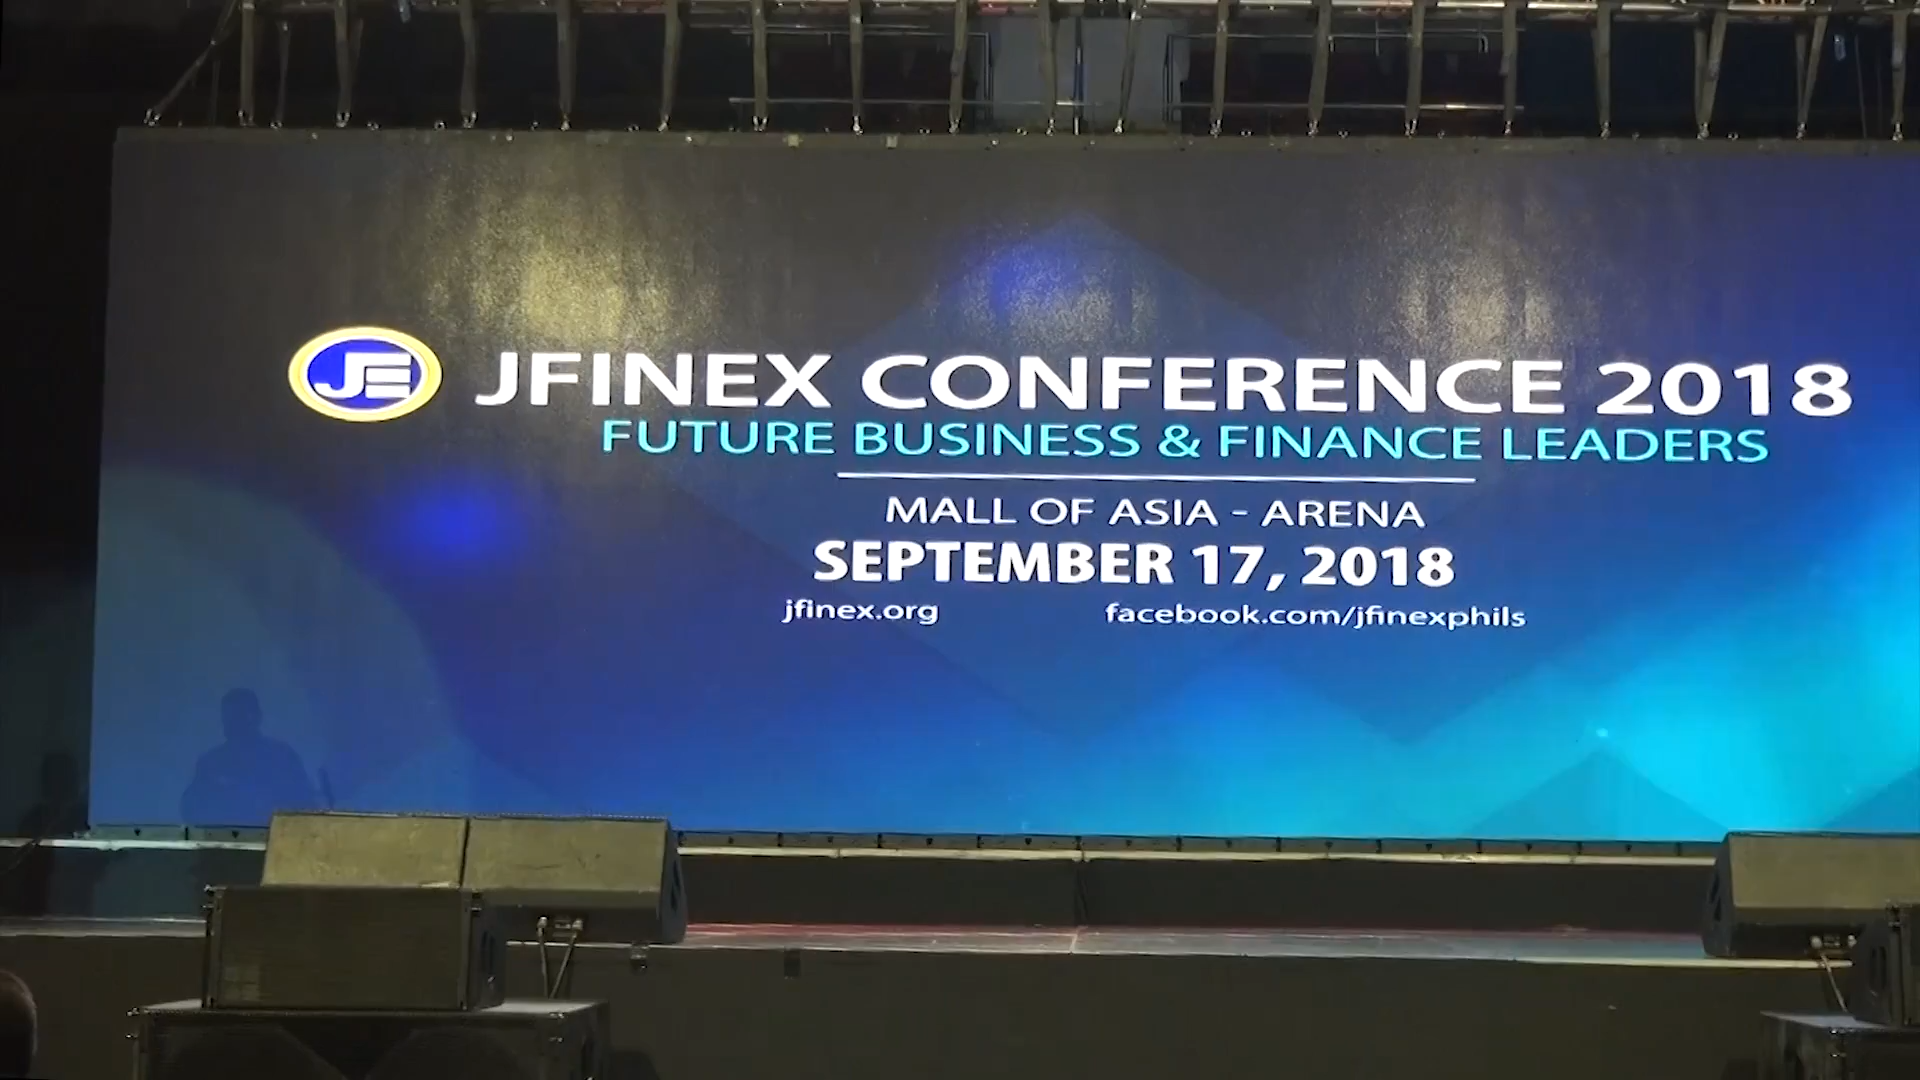 JE
JFINEX CONFERENCE 2018
FUTURE BUSINESS & FINANCE LEADERS
MALL OF ASIA - ARENA
SEPTEMBER 17, 2018
jfinex.org
facebook.com/jfinexphils